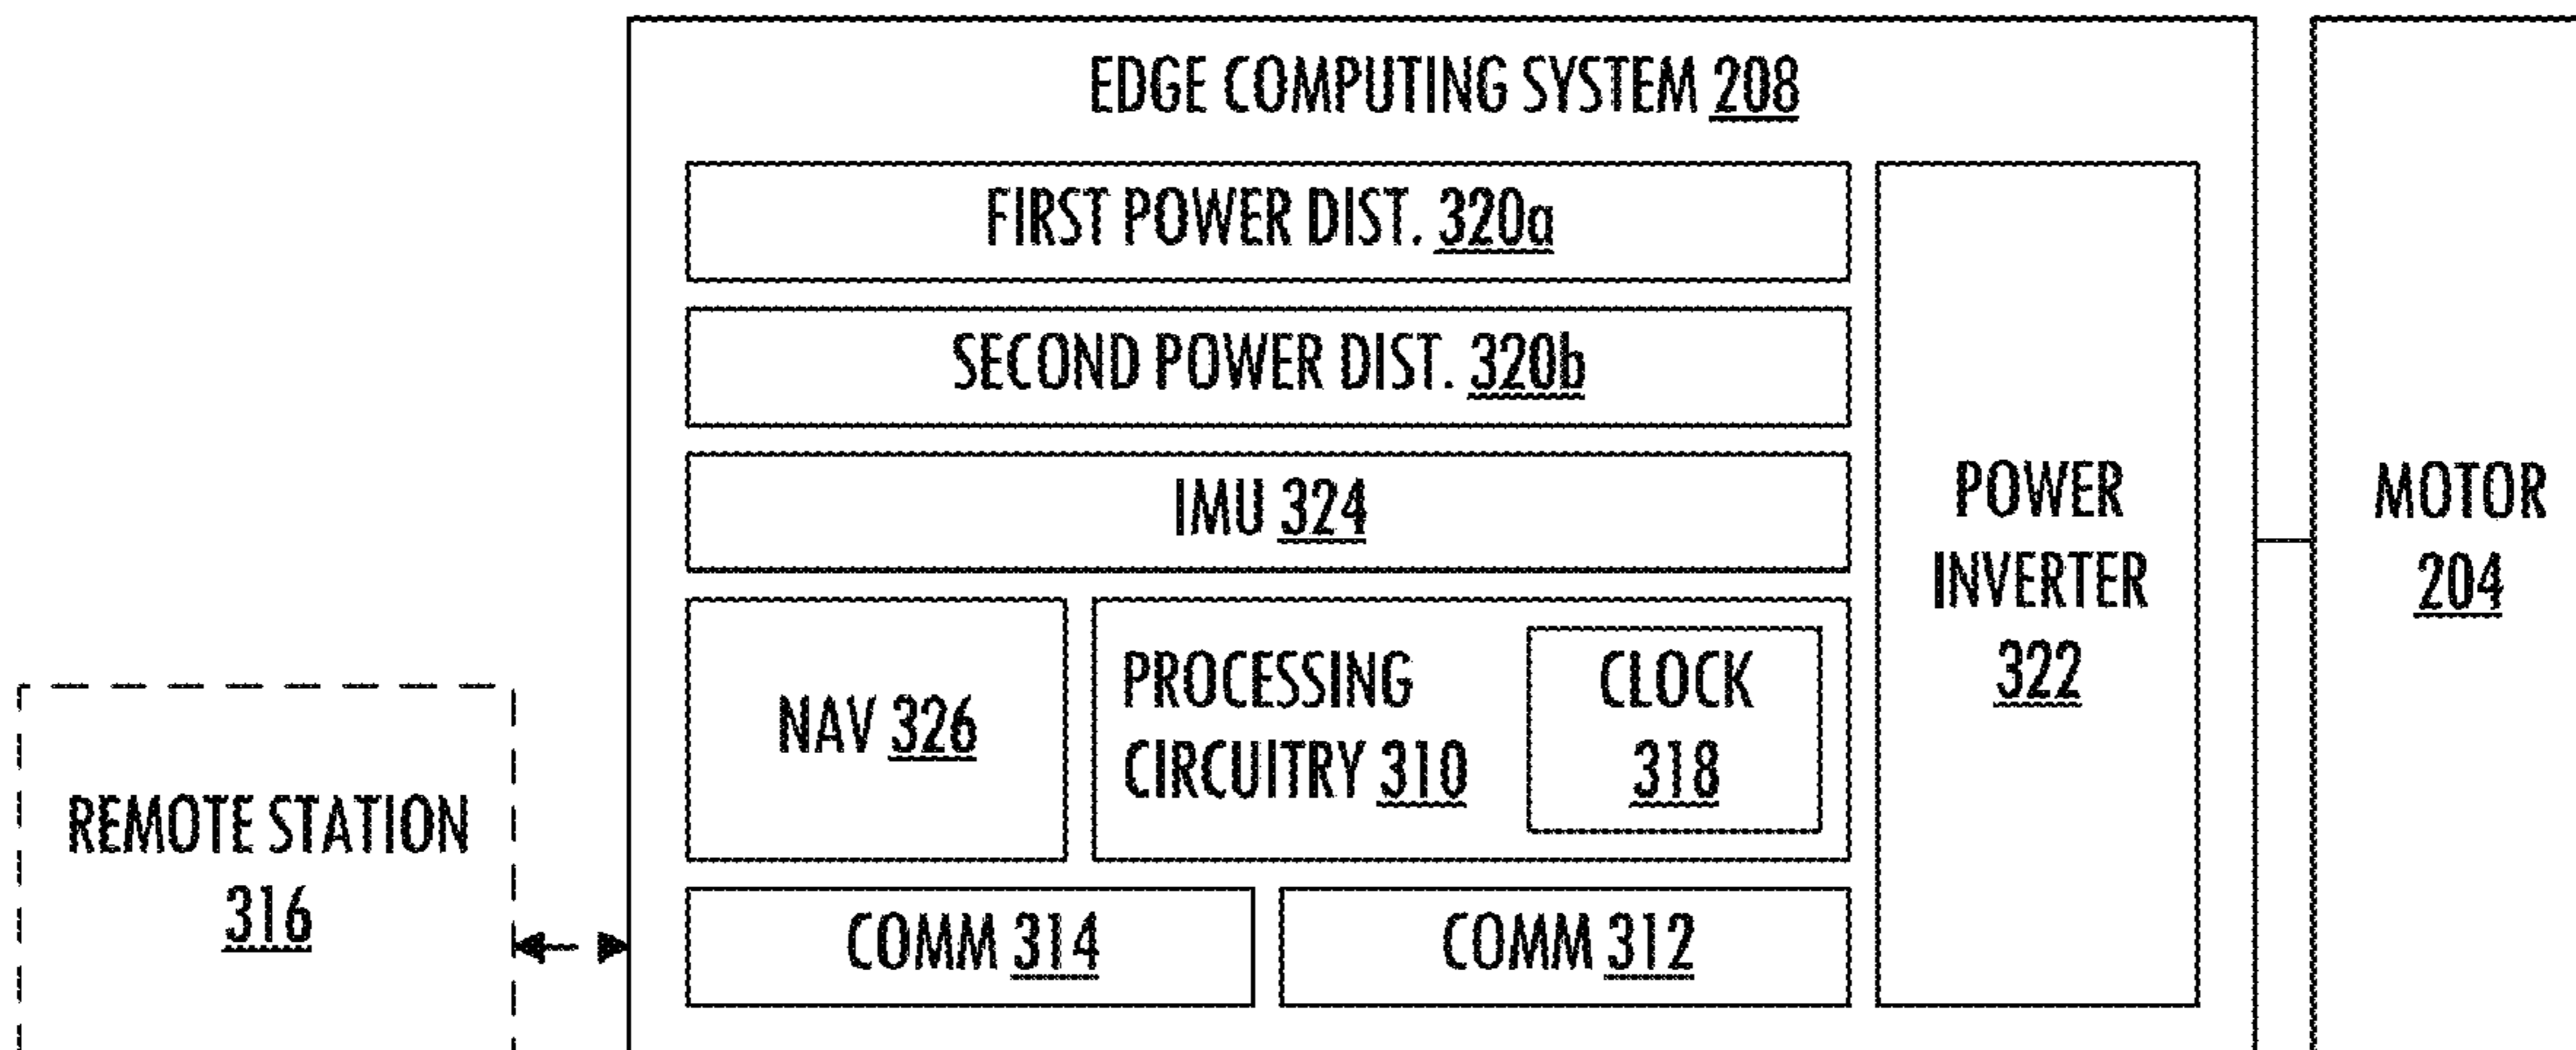 EDGE COMPUTING SYSTEM 208
FIRST POWER DIST. 320a
SECOND POWER DIST. 320b
IMU 324
NAV 326
PROCESSING
CIRCUITRY 310
CLOCK
318
COMM 314
COMM 312
POWER
INVERTER
322
MOTOR
204
REMOTE STATION
316